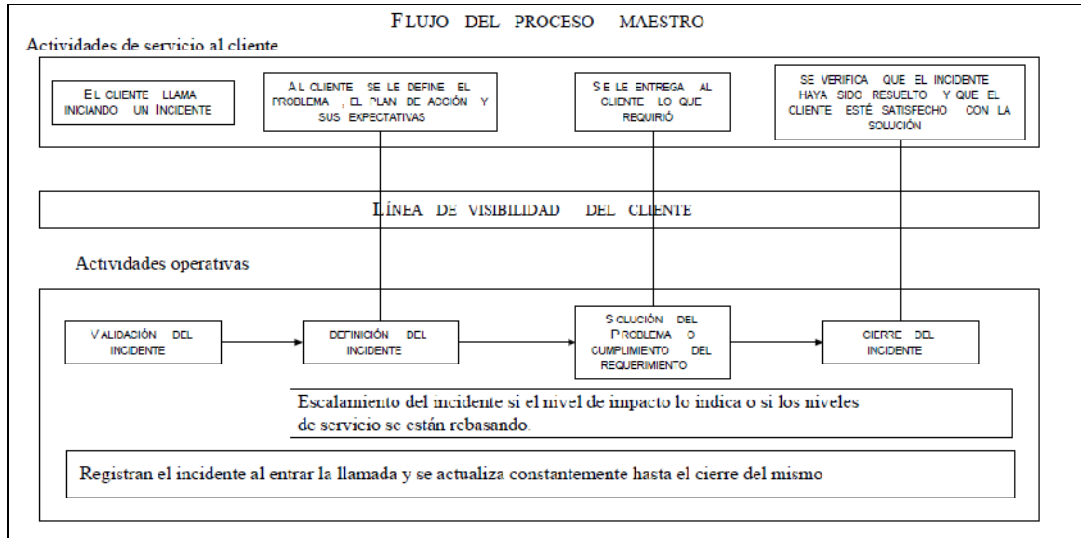 FLUJO DEL PROCESO MAESTRO
Actividades de servicio al cliente
EL CLIENTE LLAMA
INICIANDO UN INCIDENTE
AL CLIENTE SE LE DEFINE EL
PROBLEMA , EL PLAN DE ACCIÓN Y
SUS EXPECTATIVAS
SE LE ENTREGA AL
CLIENTE LO QUE
REQUIRIÓ
SE VERIFICA QUE EL INCIDENTE
HAYA SIDO RESUELTO Y QUE EL
CLIENTE ESTÉ SATISFECHO CON LA
SOLUCIÓN
LÍNEA DE VISIBILIDAD DEL CLIENTE
Actividades operativas
VALIDACIÓN DEL
INCIDENTE
DEFINICIÓN DEL
INCIDENTE
SOLUCIÓN DEL
PROBLEMA O
CUMPLIMIENTO DEL
REQUERIMIENTO
CIERRE DEL
INCIDENTE
Escalamiento del incidente si el nivel de impacto lo indica o si los niveles
de servicio se están rebasando.
Registran el incidente al entrar la llamada y se actualiza constantemente hasta el cierre del mismo